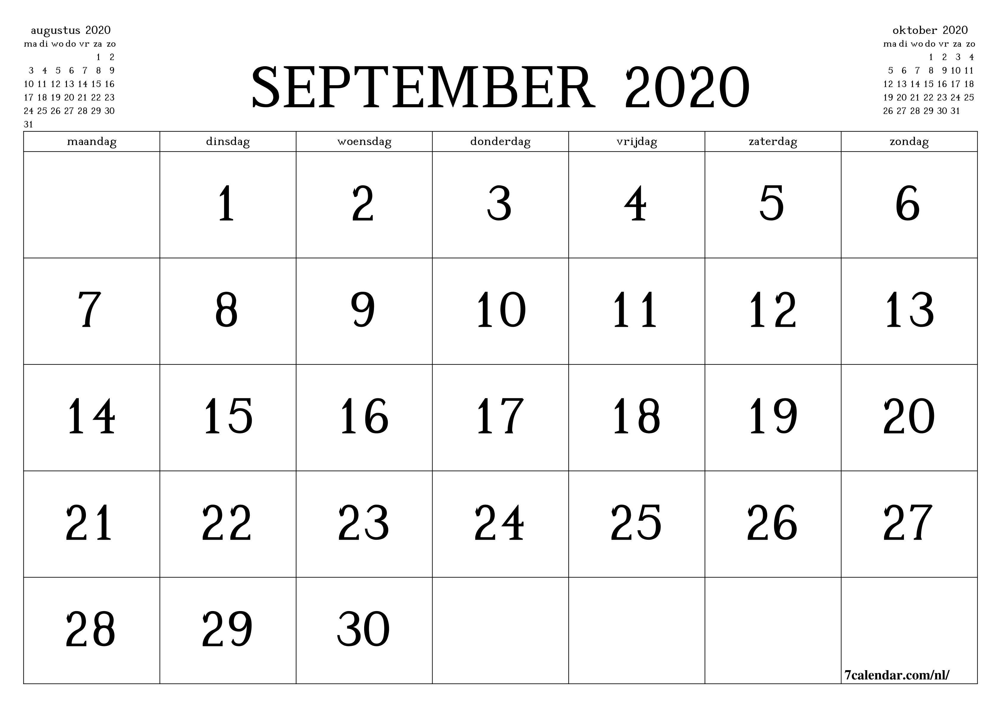 augustus 2020
ma di wo do vr za zo
1 2
3 4 5 6 7 8 9
10 11 12 13 14 15 16
17 18 19 20 21 22 23
24 25 26 27 28 29 30
31
SEPTEMBER 2020
oktober 2020
ma di wo do vr za zo
1 2 3 4
5 6 7 8 9 10 11
12 13 14 15 16 17 18
19 20 21 22 23 24 25
26 27 28 29 30 31
maandag dinsdag woensdag donderdag vrijdag zaterdag zondag
1 2 3 4 5 6
7 8 9 10 11 12 13
14 15 16 17 18 19 20
21 22 23 24 25 26 27
28 29 30
7calendar.com/nl/